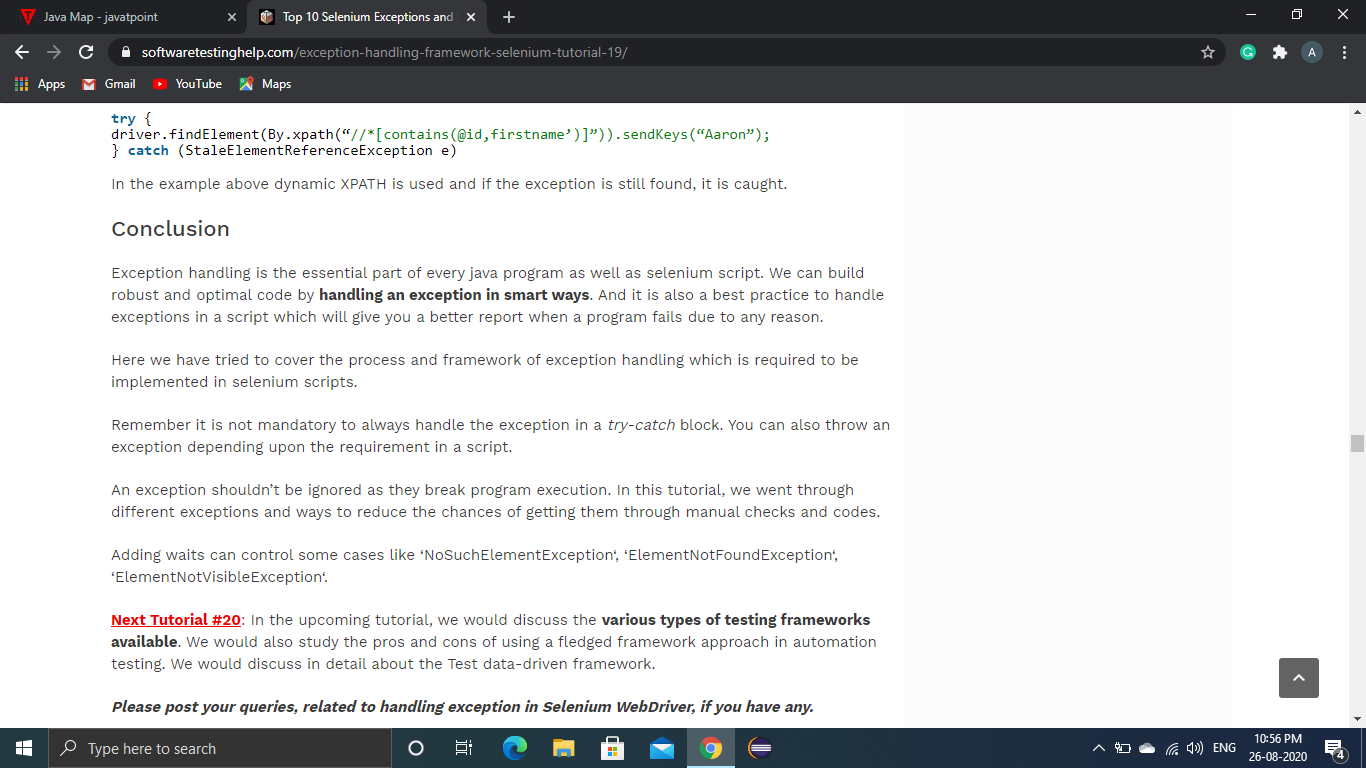 Java Map - javatpoint
Top 10 Selenium Exceptions and
softwaretestinghelp.com/exception-handling-framework-selenium-tutorial-19/
A
Apps
Gmail
YouTube
Maps
try {
driver.findElement(By.xpath(“//*[contains(@id,firstname’)]”)).sendKeys(“Aaron”);
} catch (StaleElementReferenceException e)
In the example above dynamic XPATH is used and if the exception is still found, it is caught.
Conclusion
Exception handling is the essential part of every java program as well as selenium script. We can build
robust and optimal code by handling an exception in smart ways. And it is also a best practice to handle
exceptions in a script which will give you a better report when a program fails due to any reason.
Here we have tried to cover the process and framework of exception handling which is required to be
implemented in selenium scripts.
Remember it is not mandatory to always handle the exception in a try-catch block. You can also throw an
exception depending upon the requirement in a script.
An exception shouldn’t be ignored as they break program execution. In this tutorial, we went through
different exceptions and ways to reduce the chances of getting them through manual checks and codes.
Adding waits can control some cases like ‘NoSuchElementException‘, ‘ElementNotFoundException‘,
‘ElementNotVisibleException‘.
Next Tutorial #20: In the upcoming tutorial, we would discuss the various types of testing frameworks
available. We would also study the pros and cons of using a fledged framework approach in automation
testing. We would discuss in detail about the Test data-driven framework.
Please post your queries, related to handling exception in Selenium WebDriver, if you have any.
Type here to search
ENG
10:56 PM
26-08-2020
4